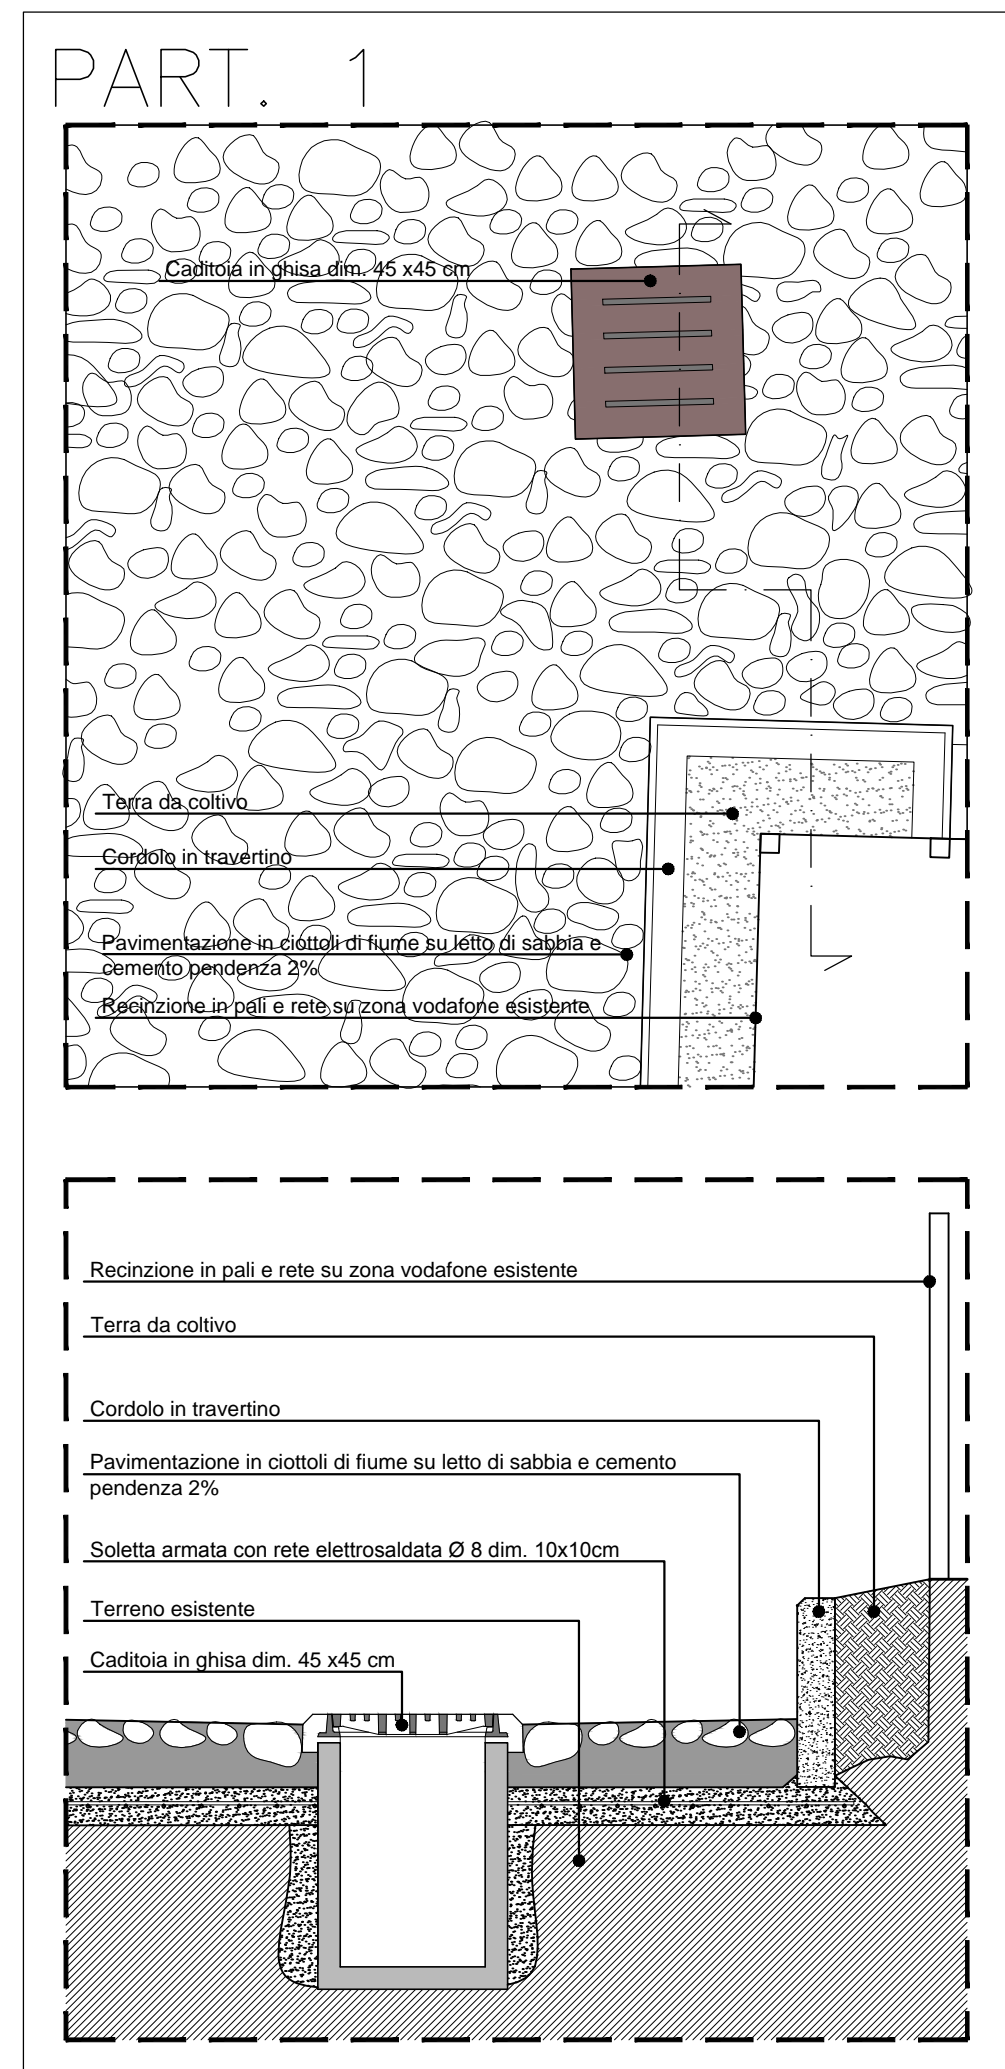 PART. 1
Caditoia in ghisa dim. 45 x45 cm
Terra da coltivo
Cordolo in travertino
Pavimentazione in ciottoli di fiume su letto di sabbia e
cemento pendenza 2%
Recinzione in pali e rete su zona vodafone esistente
Recinzione in pali e rete su zona vodafone esistente
Terra da coltivo
Cordolo in travertino
Pavimentazione in ciottoli di fiume su letto di sabbia e cemento
pendenza 2%
Soletta armata con rete elettrosaldata Ø 8 dim. 10x10cm
Terreno esistente
Caditoia in ghisa dim. 45 x45 cm